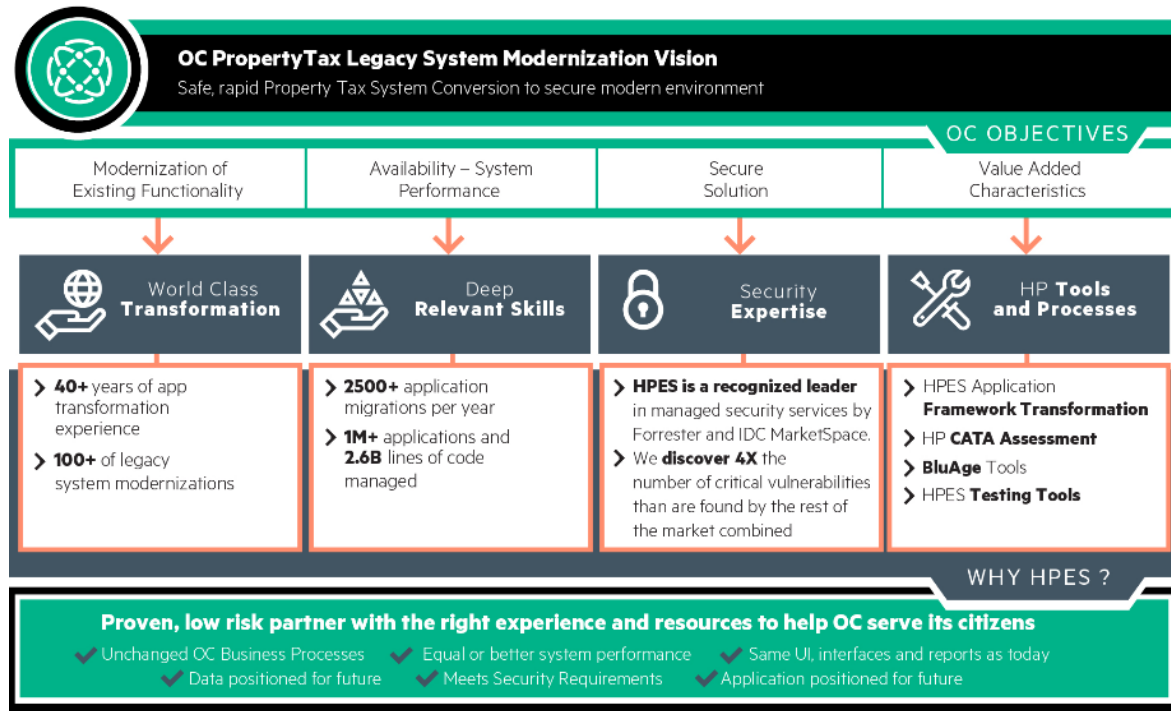 OC PropertyTax Legacy System Modernization Vision
Safe, rapid Property Tax System Conversion to secure modern environment
OC OBJECTIVES
Modernization of
Existing Functionality
Availability – System
Performance
Secure
Solution
Value Added
Characteristics
World Class
Transformation
Deep
Relevant Skills
Security
Expertise
HP Tools
and Processes
40+ years of app
transformation
experience
100+ of legacy
system modernizations
2500+ application
migrations per year
1M+ applications and
2.6B lines of code
managed
HPES is a recognized leader
in managed security services by
Forrester and IDC MarketSpace.
We discover 4X the
number of critical vulnerabilities
than are found by the rest of
the market combined
HPES Application
Framework Transformation
HP CATA Assessment
BluAge Tools
HPES Testing Tools
WHY HPES ?
Proven, low risk partner with the right experience and resources to help OC serve its citizens
Unchanged OC Business Processes Equal or better system performance Same UI, interfaces and reports as today
Data positioned for future Meets Security Requirements Application positioned for future